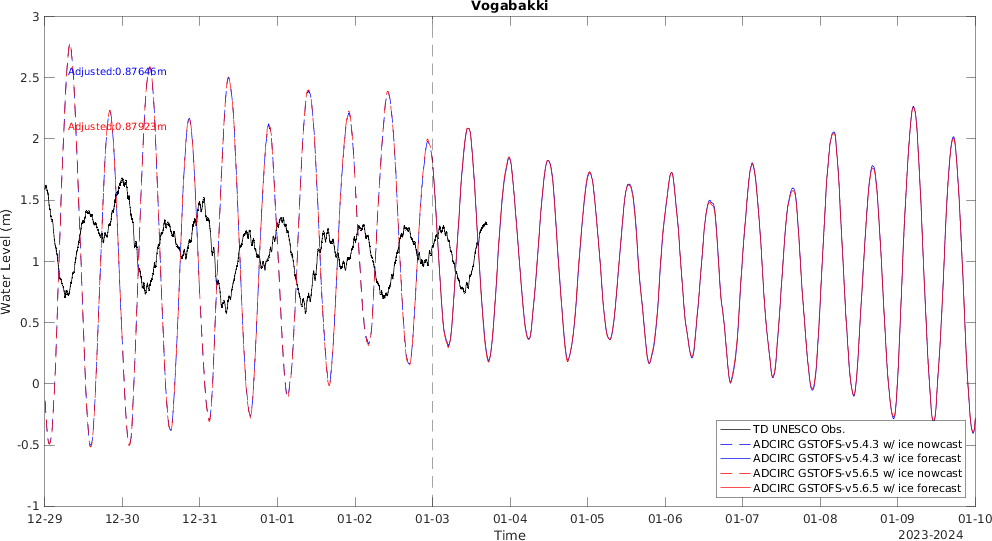 Vogabakki
3
2.5
2
1.5
1
0.5
0
-0.5
-1
Water Level (m)
Adjusted:0.87646m
Adjusted:0.87923m
TD UNESCO Obs.
ADCIRC GSTOFS-v5.4.3 w/ ice nowcast
ADCIRC GSTOFS-v5.4.3 w/ ice forecast
ADCIRC GSTOFS-v5.6.5 w/ ice nowcast
ADCIRC GSTOFS-v5.6.5 w/ ice forecast
12-29 12-30 12-31 01-01 01-02 01-03 01-04 01-05 01-06 01-07 01-08 01-09 01-10
Time
2023-2024